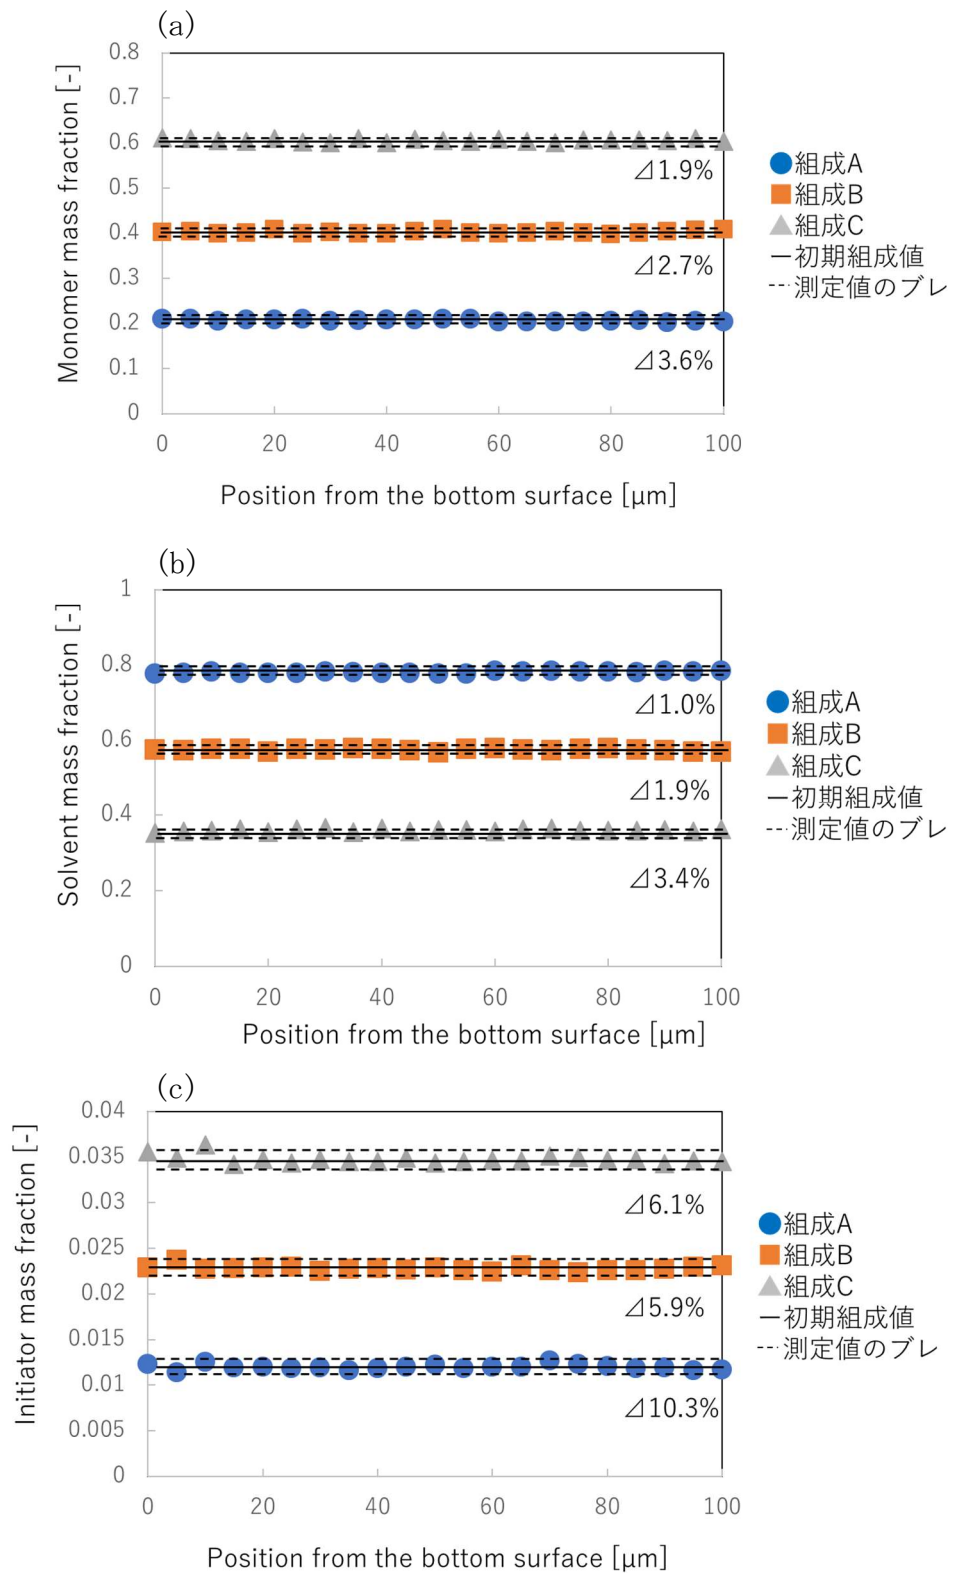 (a)
Monomer mass fraction [-]
0.8
0.7
0.6
0.5
0.4
0.3
0.2
0.1
0
⊿1.9%
⊿2.7%
⊿3.6%
0 20 40 60 80 100
Position from the bottom surface [μm]
組成A
組成B
組成C
初期組成値
測定値のブレ
(b)
Solvent mass fraction [-]
1
0.8
0.6
0.4
0.2
0
⊿1.0%
⊿1.9%
⊿3.4%
0 20 40 60 80 100
Position from the bottom surface [μm]
組成A
組成B
組成C
初期組成値
測定値のブレ
(c)
Initiator mass fraction [-]
0.04
0.035
0.03
0.025
0.02
0.015
0.01
0.005
0
⊿6.1%
⊿5.9%
⊿10.3%
0 20 40 60 80 100
Position from the bottom surface [μm]
組成A
組成B
組成C
初期組成値
測定値のブレ